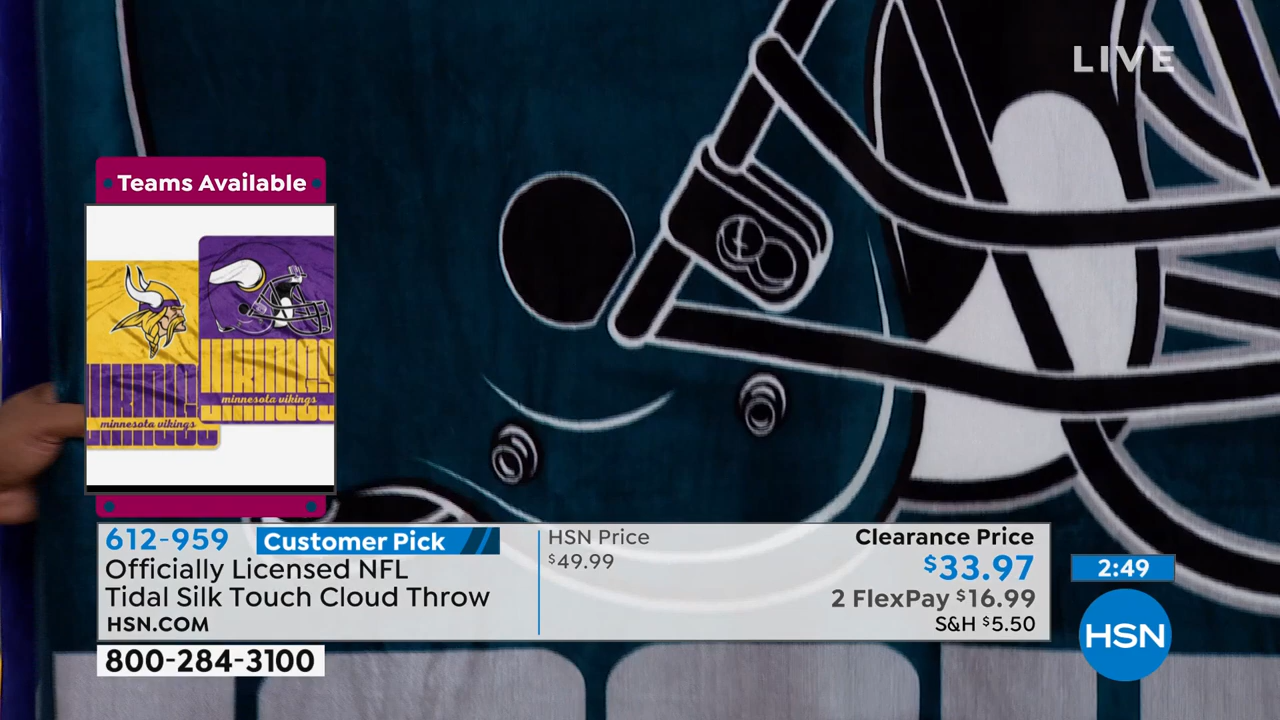 LIVE
Teams Available
minnesota vikings
minnesota vikings
612-959
Customer Pick
Officially Licensed NFL
Tidal Silk Touch Cloud Throw
HSN.COM
800-284-3100
HSN Price
$49.99
Clearance Price
$33.97
2 FlexPay $16.99
S&H $5.50
2:49
HSN